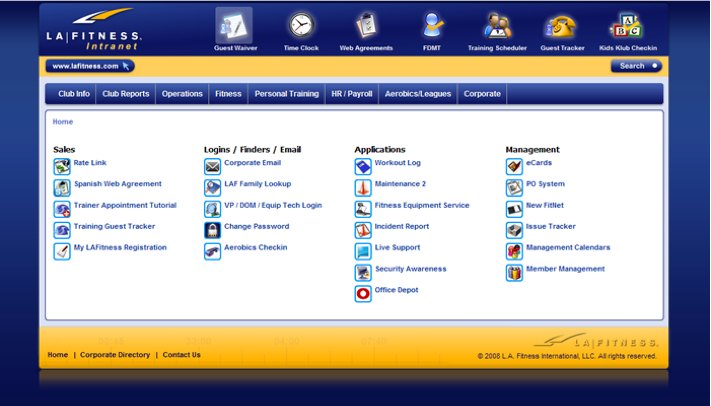 LA|FITNESS.
Intranet
Guest Waiver
Time Clock
Web Agreements
FDMT
Training Scheduler
Guest Tracker
Kids Klub Checkin
www.lafitness.com
Search
Club Info
Club Reports
Operations
Fitness
Personal Training
HR / Payroll
Aerobics/Leagues
Corporate
Home
Sales
Rate Link
Spanish Web Agreement
Trainer Appointment Tutorial
Training Guest Tracker
My LAFitness Registration
Logins / Finders / Email
Corporate Email
LAF Family Lookup
VP / DOM / Equip Tech Login
Change Password
Aerobics Checkin
Applications
Workout Log
Maintenance 2
Fitness Equipment Service
Incident Report
Live Support
Security Awareness
Office Depot
Management
eCards
PO System
New FitNet
Issue Tracker
Management Calendars
Member Management
LA|FITNESS.
Home | Corporate Directory | Contact Us
© 2008 L.A. Fitness International, LLC. All rights reserved.